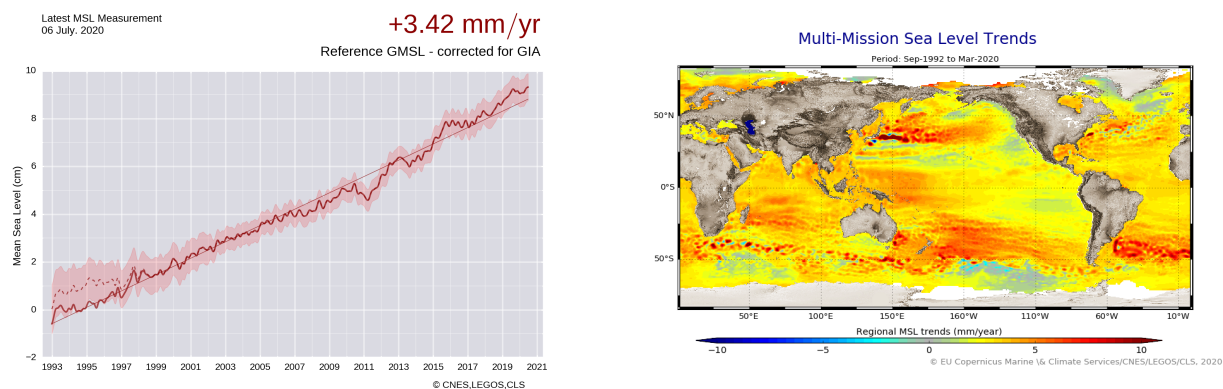 Latest MSL Measurement
06 July. 2020
+3.42 mm/yr
Reference GMSL - corrected for GIA
Mean Sea Level (cm)
10
8
6
4
2
0
−2
1993 1995 1997 1999 2001 2003 2005 2007 2009 2011 2013 2015 2017 2019 2021
© CNES,LEGOS,CLS
Multi-Mission Sea Level Trends
Period: Sep-1992 to Mar-2020
50°N
0°S
50°S
50°E 100°E 150°E 160°W 110°W 60°W 10°W
Regional MSL trends (mm/year)
−10 −5 0 5 10
© EU Copernicus Marine \& Climate Services/CNES/LEGOS/CLS, 2020